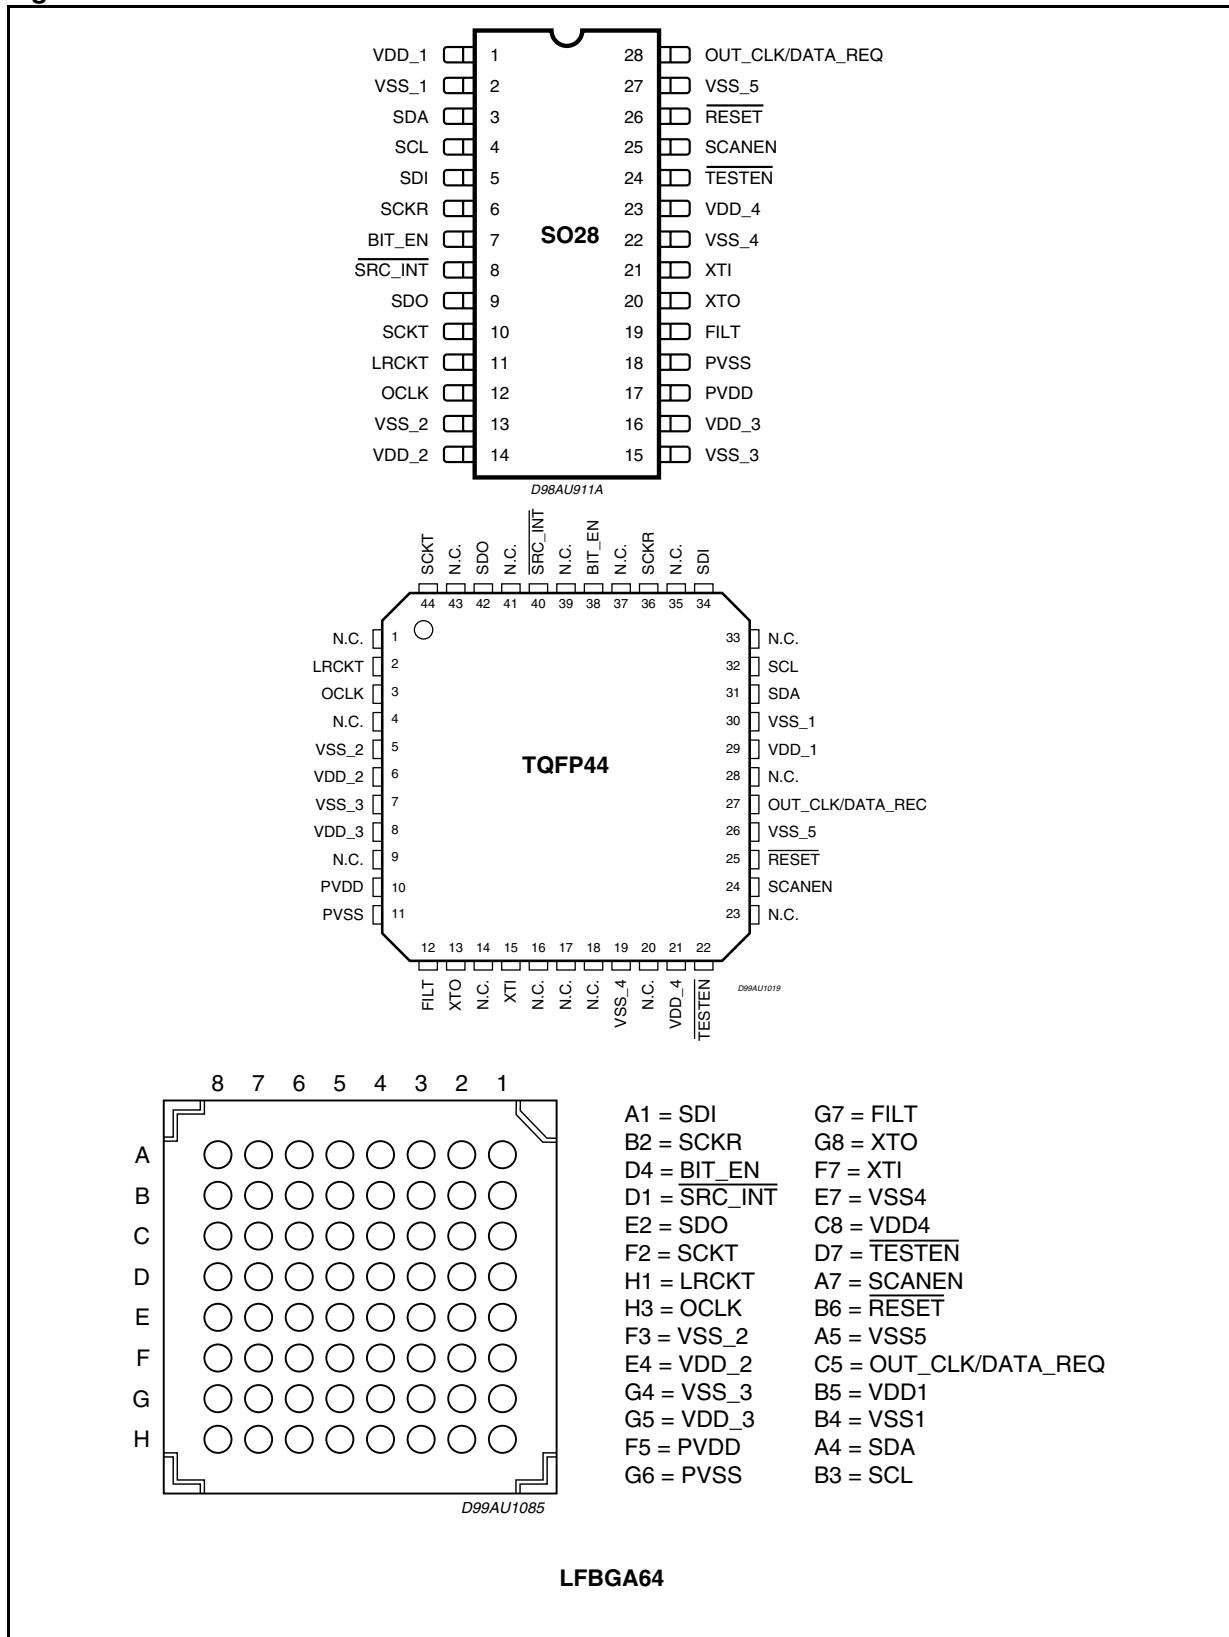 VDD_1 1 28 OUT_CLK/DATA_REQ
VSS_1 2 27 VSS_5
SDA 3 26 RESET
SCL 4 25 SCANEN
SDI 5 24 TESTEN
SCKR 6 23 VDD_4
BIT_EN 7 SO28 22 VSS_4
SRC_INT 8 21 XTI
SDO 9 20 XTO
SCKT 10 19 FILT
LRCKT 11 18 PVSS
OCLK 12 17 PVDD
VSS_2 13 16 VDD_3
VDD_2 14 15 VSS_3
D98AU911A
SCKT N.C. SDO N.C. SRC_INT N.C. BIT_EN N.C. SCKR N.C. SDI
44 43 42 41 40 39 38 37 36 35 34
N.C. 1 33 N.C.
LRCKT 2 32 SCL
OCLK 3 31 SDA
N.C. 4 30 VSS_1
VSS_2 5 29 VDD_1
TQFP44
VDD_2 6 28 N.C.
VSS_3 7 27 OUT_CLK/DATA_REC
VDD_3 8 26 VSS_5
N.C. 9 25 RESET
PVDD 10 24 SCANEN
PVSS 11 23 N.C.
12 13 14 15 16 17 18 19 20 21 22
FILT XTO N.C. XTI N.C. N.C. N.C. VSS_4 N.C. VDD_4 TESTEN
D99AU1019
8 7 6 5 4 3 2 1
A
B
C
D
E
F
G
H
D99AU1085
A1 = SDI
B2 = SCKR
D4 = BIT_EN
D1 = SRC_INT
E2 = SDO
F2 = SCKT
H1 = LRCKT
H3 = OCLK
F3 = VSS_2
E4 = VDD_2
G4 = VSS_3
G5 = VDD_3
F5 = PVDD
G6 = PVSS
G7 = FILT
G8 = XTO
F7 = XTI
E7 = VSS4
C8 = VDD4
D7 = TESTEN
A7 = SCANEN
B6 = RESET
A5 = VSS5
C5 = OUT_CLK/DATA_REQ
B5 = VDD1
B4 = VSS1
A4 = SDA
B3 = SCL
LFBGA64